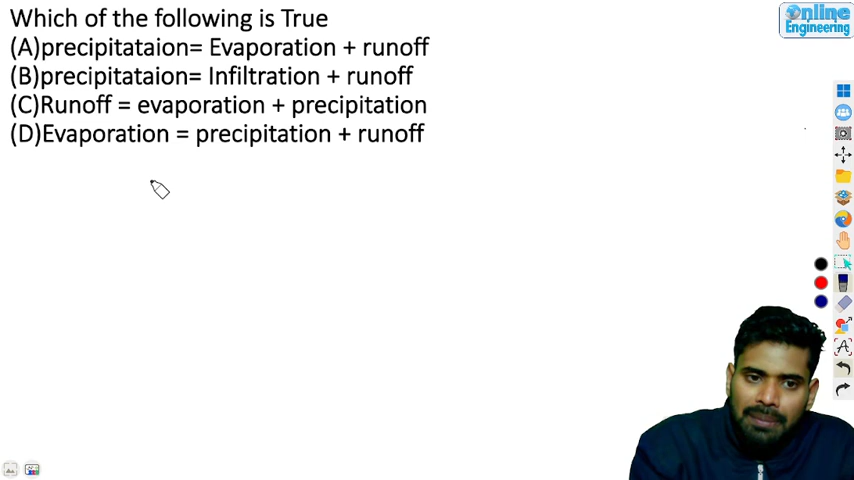 Which of the following is True
(A)precipitataion= Evaporation + runoff
(B)precipitataion= Infiltration + runoff
(C)Runoff = evaporation + precipitation
(D)Evaporation = precipitation + runoff
Online
Engineering